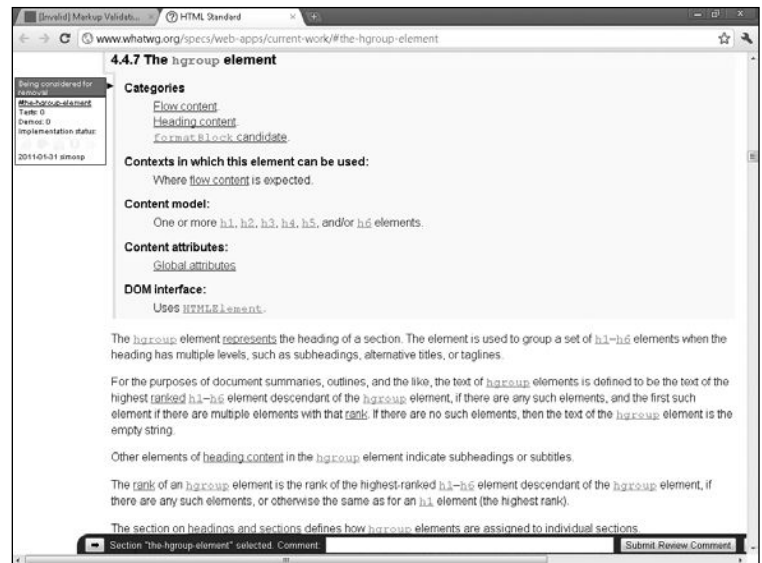 [Invalid] Markup Validati...
HTML Standard
www.whatwg.org/specs/web-apps/current-work/#the-hgroup-element
4.4.7 The hgroup element
Being considered for
removal
#the-hgroup-element
Tests: 0
Demos: 0
Implementation status:
2011-01-31 simonp
Categories
Flow content.
Heading content.
formatBlock candidate.
Contexts in which this element can be used:
Where flow content is expected.
Content model:
One or more h1, h2, h3, h4, h5, and/or h6 elements.
Content attributes:
Global attributes
DOM interface:
Uses HTMLElement.
The hgroup element represents the heading of a section. The element is used to group a set of h1–h6 elements when the
heading has multiple levels, such as subheadings, alternative titles, or taglines.
For the purposes of document summaries, outlines, and the like, the text of hgroup elements is defined to be the text of the
highest ranked h1–h6 element descendant of the hgroup element, if there are any such elements, and the first such
element if there are multiple elements with that rank. If there are no such elements, then the text of the hgroup element is the
empty string.
Other elements of heading content in the hgroup element indicate subheadings or subtitles.
The rank of an hgroup element is the rank of the highest-ranked h1–h6 element descendant of the hgroup element, if
there are any such elements, or otherwise the same as for an h1 element (the highest rank).
The section on headings and sections defines how hgroup elements are assigned to individual sections.
Section "the-hgroup-element" selected. Comment:
Submit Review Comment